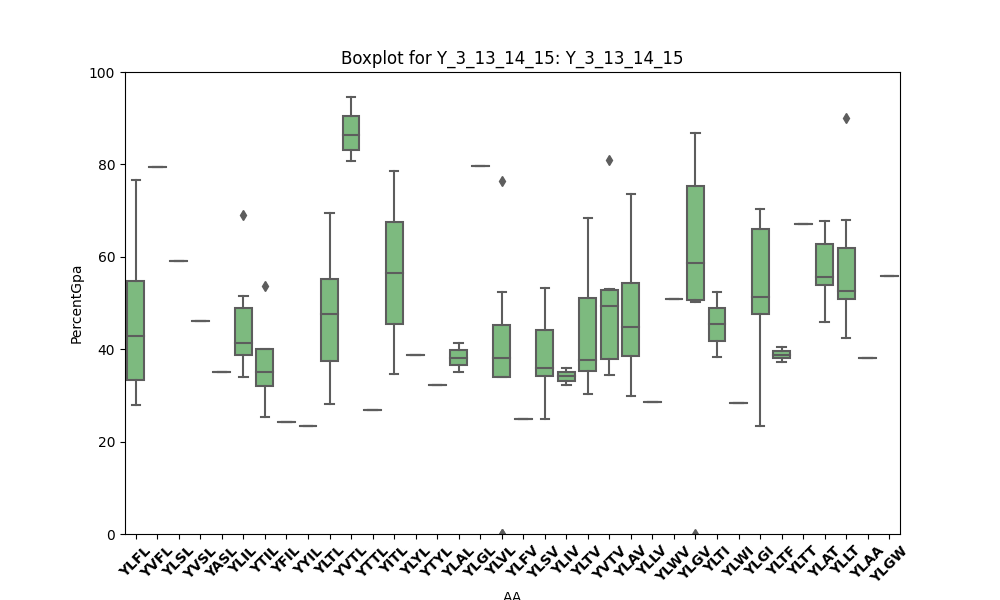 Boxplot for Y_3_13_14_15: Y_3_13_14_15
PercentGpa
100
80
60
40
20
0
YLFL YVFL YLSL YVSL YASL YLIL YTIL YFIL YYIL YLTL YVTL YTTL YITL YLYL YTYL YLAL YLGL YLVL YLFV YLSV YLIV YLTV YVTV YLAV YLLV YLWV YLGV YLTI YLWI YLGI YLTF YLTT YLAT YLLT YLAA YLGW
AA